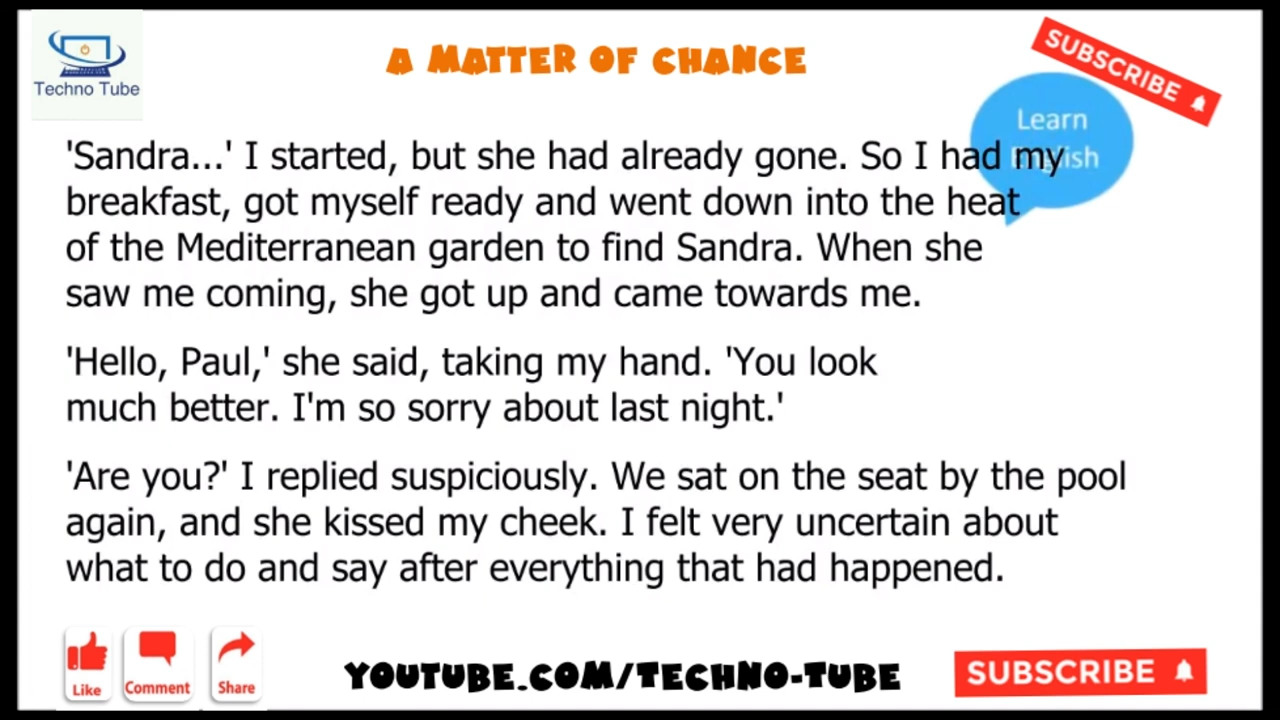 Techno Tube
A MATTER OF CHANCE
SUBSCRIBE
Learn
English
'Sandra...' I started, but she had already gone. So I had my
breakfast, got myself ready and went down into the heat
of the Mediterranean garden to find Sandra. When she
saw me coming, she got up and came towards me.
'Hello, Paul,' she said, taking my hand. 'You look
much better. I'm so sorry about last night.'
'Are you?' I replied suspiciously. We sat on the seat by the pool
again, and she kissed my cheek. I felt very uncertain about
what to do and say after everything that had happened.
Like
Comment
Share
YOUTUBE.COM/TECHNO-TUBE
SUBSCRIBE